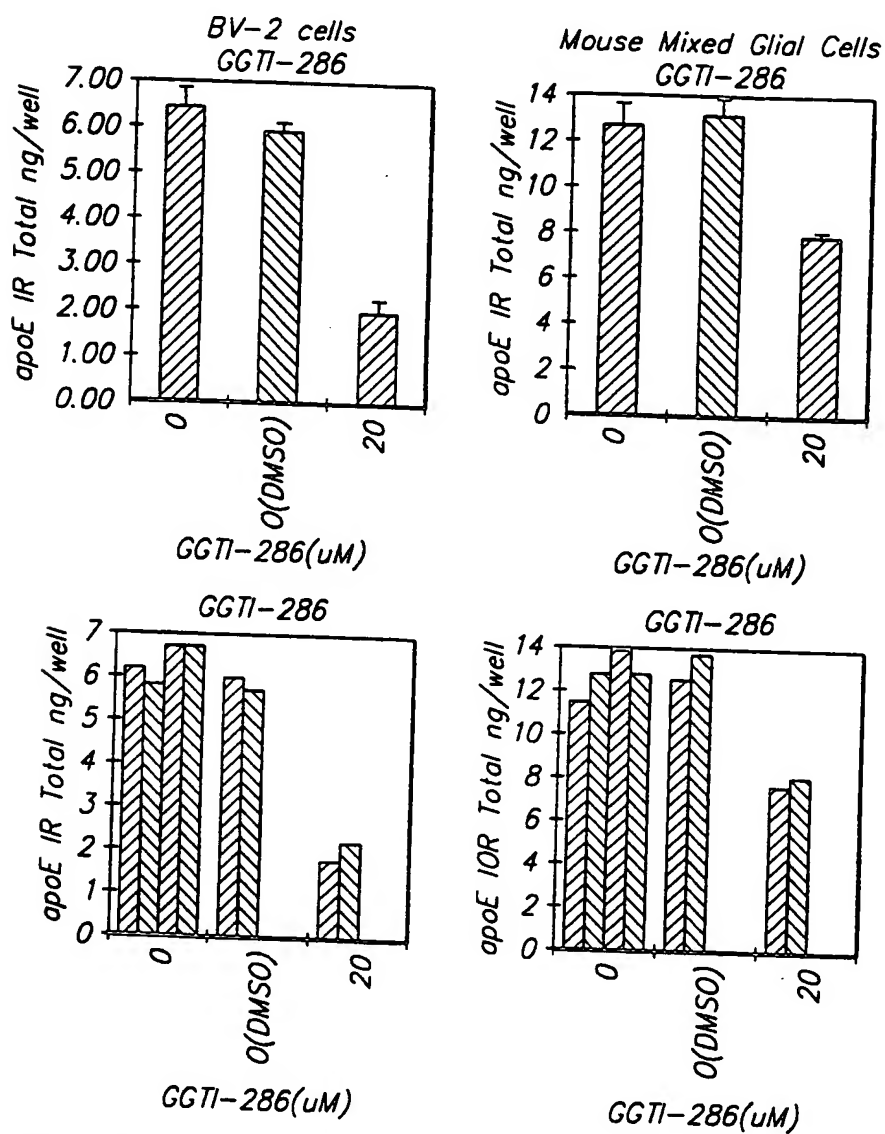 BV-2 cells
GGTI-286
7.00
6.00
5.00
4.00
3.00
2.00
1.00
0.00
apoE IR Total ng/well
0
O(DMSO)
20
GGTI-286(uM)
Mouse Mixed Glial Cells
GGTI-286
14
12
10
8
6
4
2
0
apoE IR Total ng/well
0
O(DMSO)
20
GGTI-286(uM)
GGTI-286
7
6
5
4
3
2
1
0
apoE IR Total ng/well
0
O(DMSO)
20
GGTI-286(uM)
GGTI-286
14
12
10
8
6
4
2
0
apoE IOR Total ng/well
0
O(DMSO)
20
GGTI-286(uM)